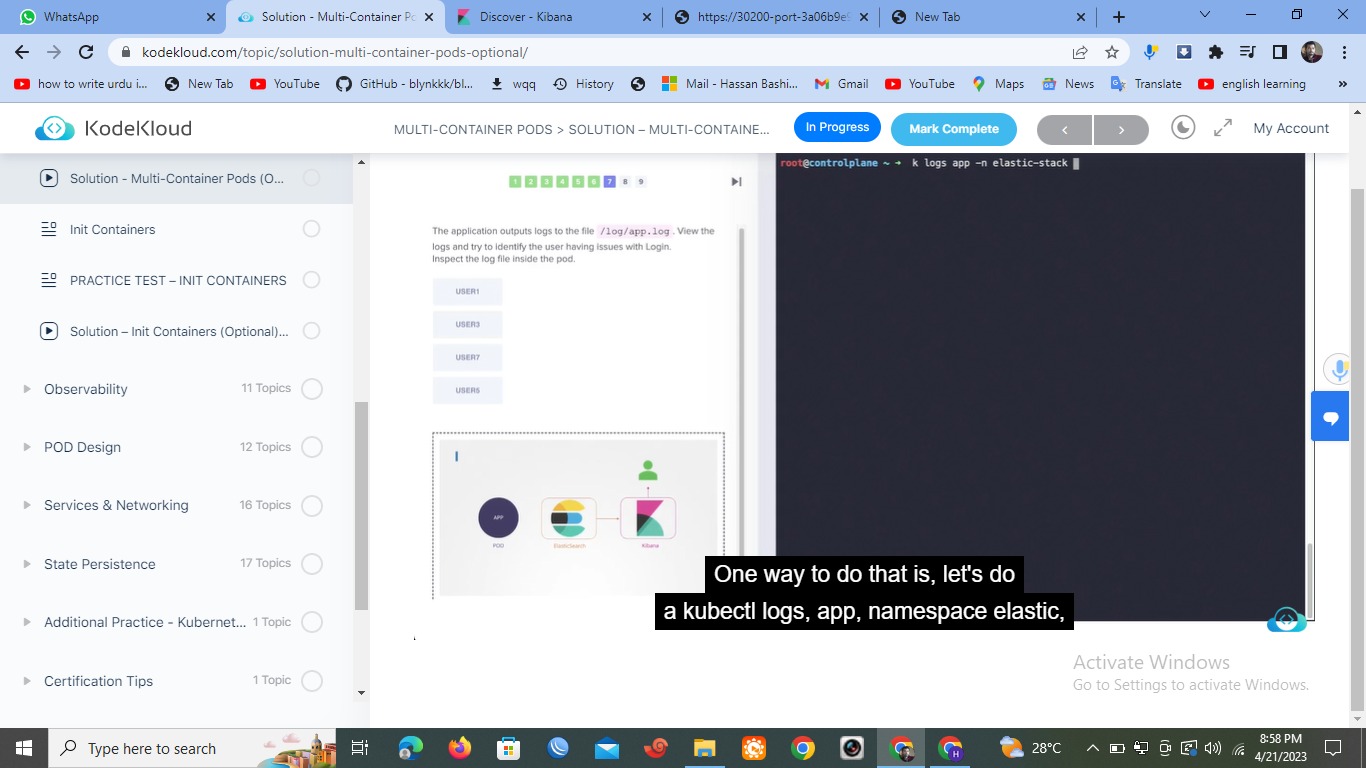 WhatsApp
Solution - Multi-Container Po
Discover - Kibana
https://30200-port-3a06b9e9
New Tab
kodekloud.com/topic/solution-multi-container-pods-optional/
how to write urdu i...
New Tab
YouTube
GitHub - blynkkk/bl...
wqq
History
Mail - Hassan Bashi...
Gmail
YouTube
Maps
News
Translate
english learning
KodeKloud
MULTI-CONTAINER PODS > SOLUTION – MULTI-CONTAINE...
In Progress
Mark Complete
My Account
Solution - Multi-Container Pods (O...
Init Containers
PRACTICE TEST – INIT CONTAINERS
Solution – Init Containers (Optional)...
Observability 11 Topics
POD Design 12 Topics
Services & Networking 16 Topics
State Persistence 17 Topics
Additional Practice - Kubernet... 1 Topic
Certification Tips 1 Topic
1 2 3 4 5 6 7 8 9
The application outputs logs to the file /log/app.log. View the
logs and try to identify the user having issues with Login.
Inspect the log file inside the pod.
USER1
USER3
USER7
USER5
APP
POD
ElasticSearch
Kibana
root@controlplane ~ ➜ k logs app -n elastic-stack
One way to do that is, let's do
a kubectl logs, app, namespace elastic,
Activate Windows
Go to Settings to activate Windows.
Type here to search
28°C
8:58 PM
4/21/2023